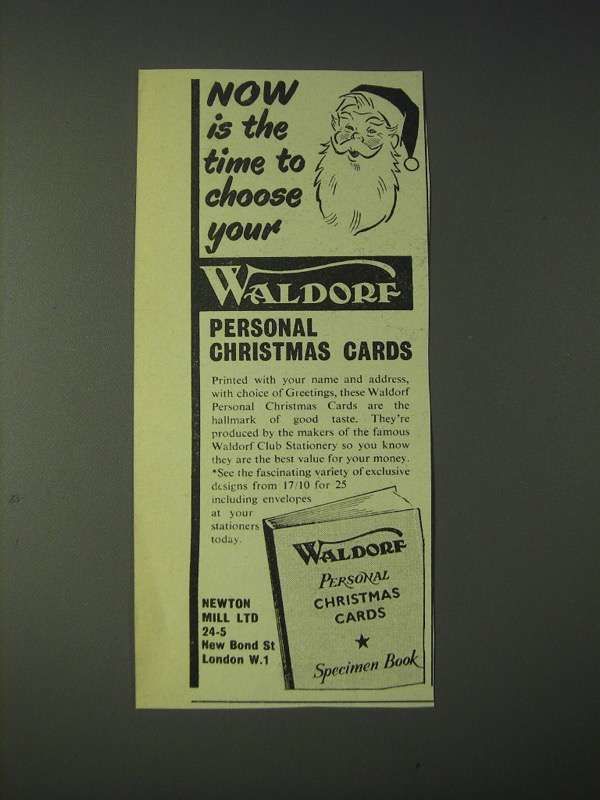 NOW
is the
time to
choose
your
WALDORF
PERSONAL
CHRISTMAS CARDS
Printed with your name and address,
with choice of Greetings, these Waldorf
Personal Christmas Cards are the
hallmark of good taste. They're
produced by the makers of the famous
Waldorf Club Stationery so you know
they are the best value for your money.
*See the fascinating variety of exclusive
designs from 17/10 for 25
including envelopes
at your
stationers
today.
WALDORF
PERSONAL
CHRISTMAS
CARDS
Specimen Book
NEWTON
MILL LTD
24-5
New Bond St
London W.1